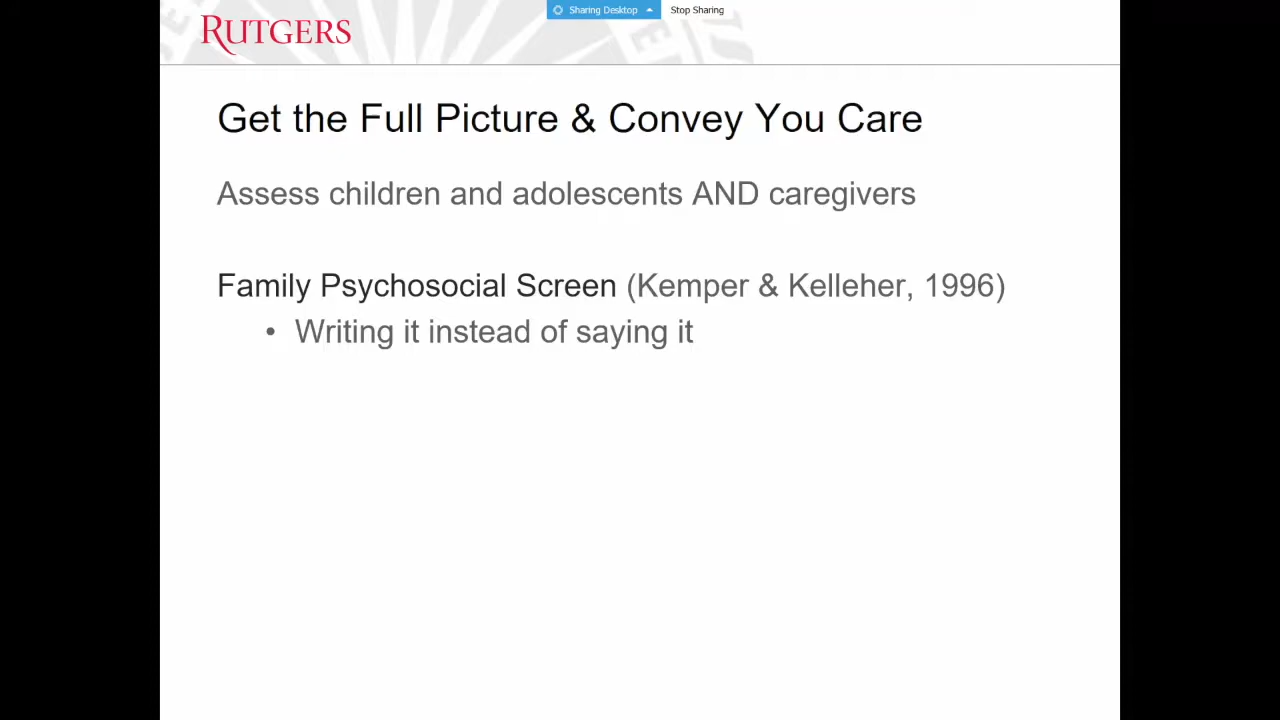 Sharing Desktop Stop Sharing
RUTGERS
Get the Full Picture & Convey You Care
Assess children and adolescents AND caregivers
Family Psychosocial Screen (Kemper & Kelleher, 1996)
• Writing it instead of saying it